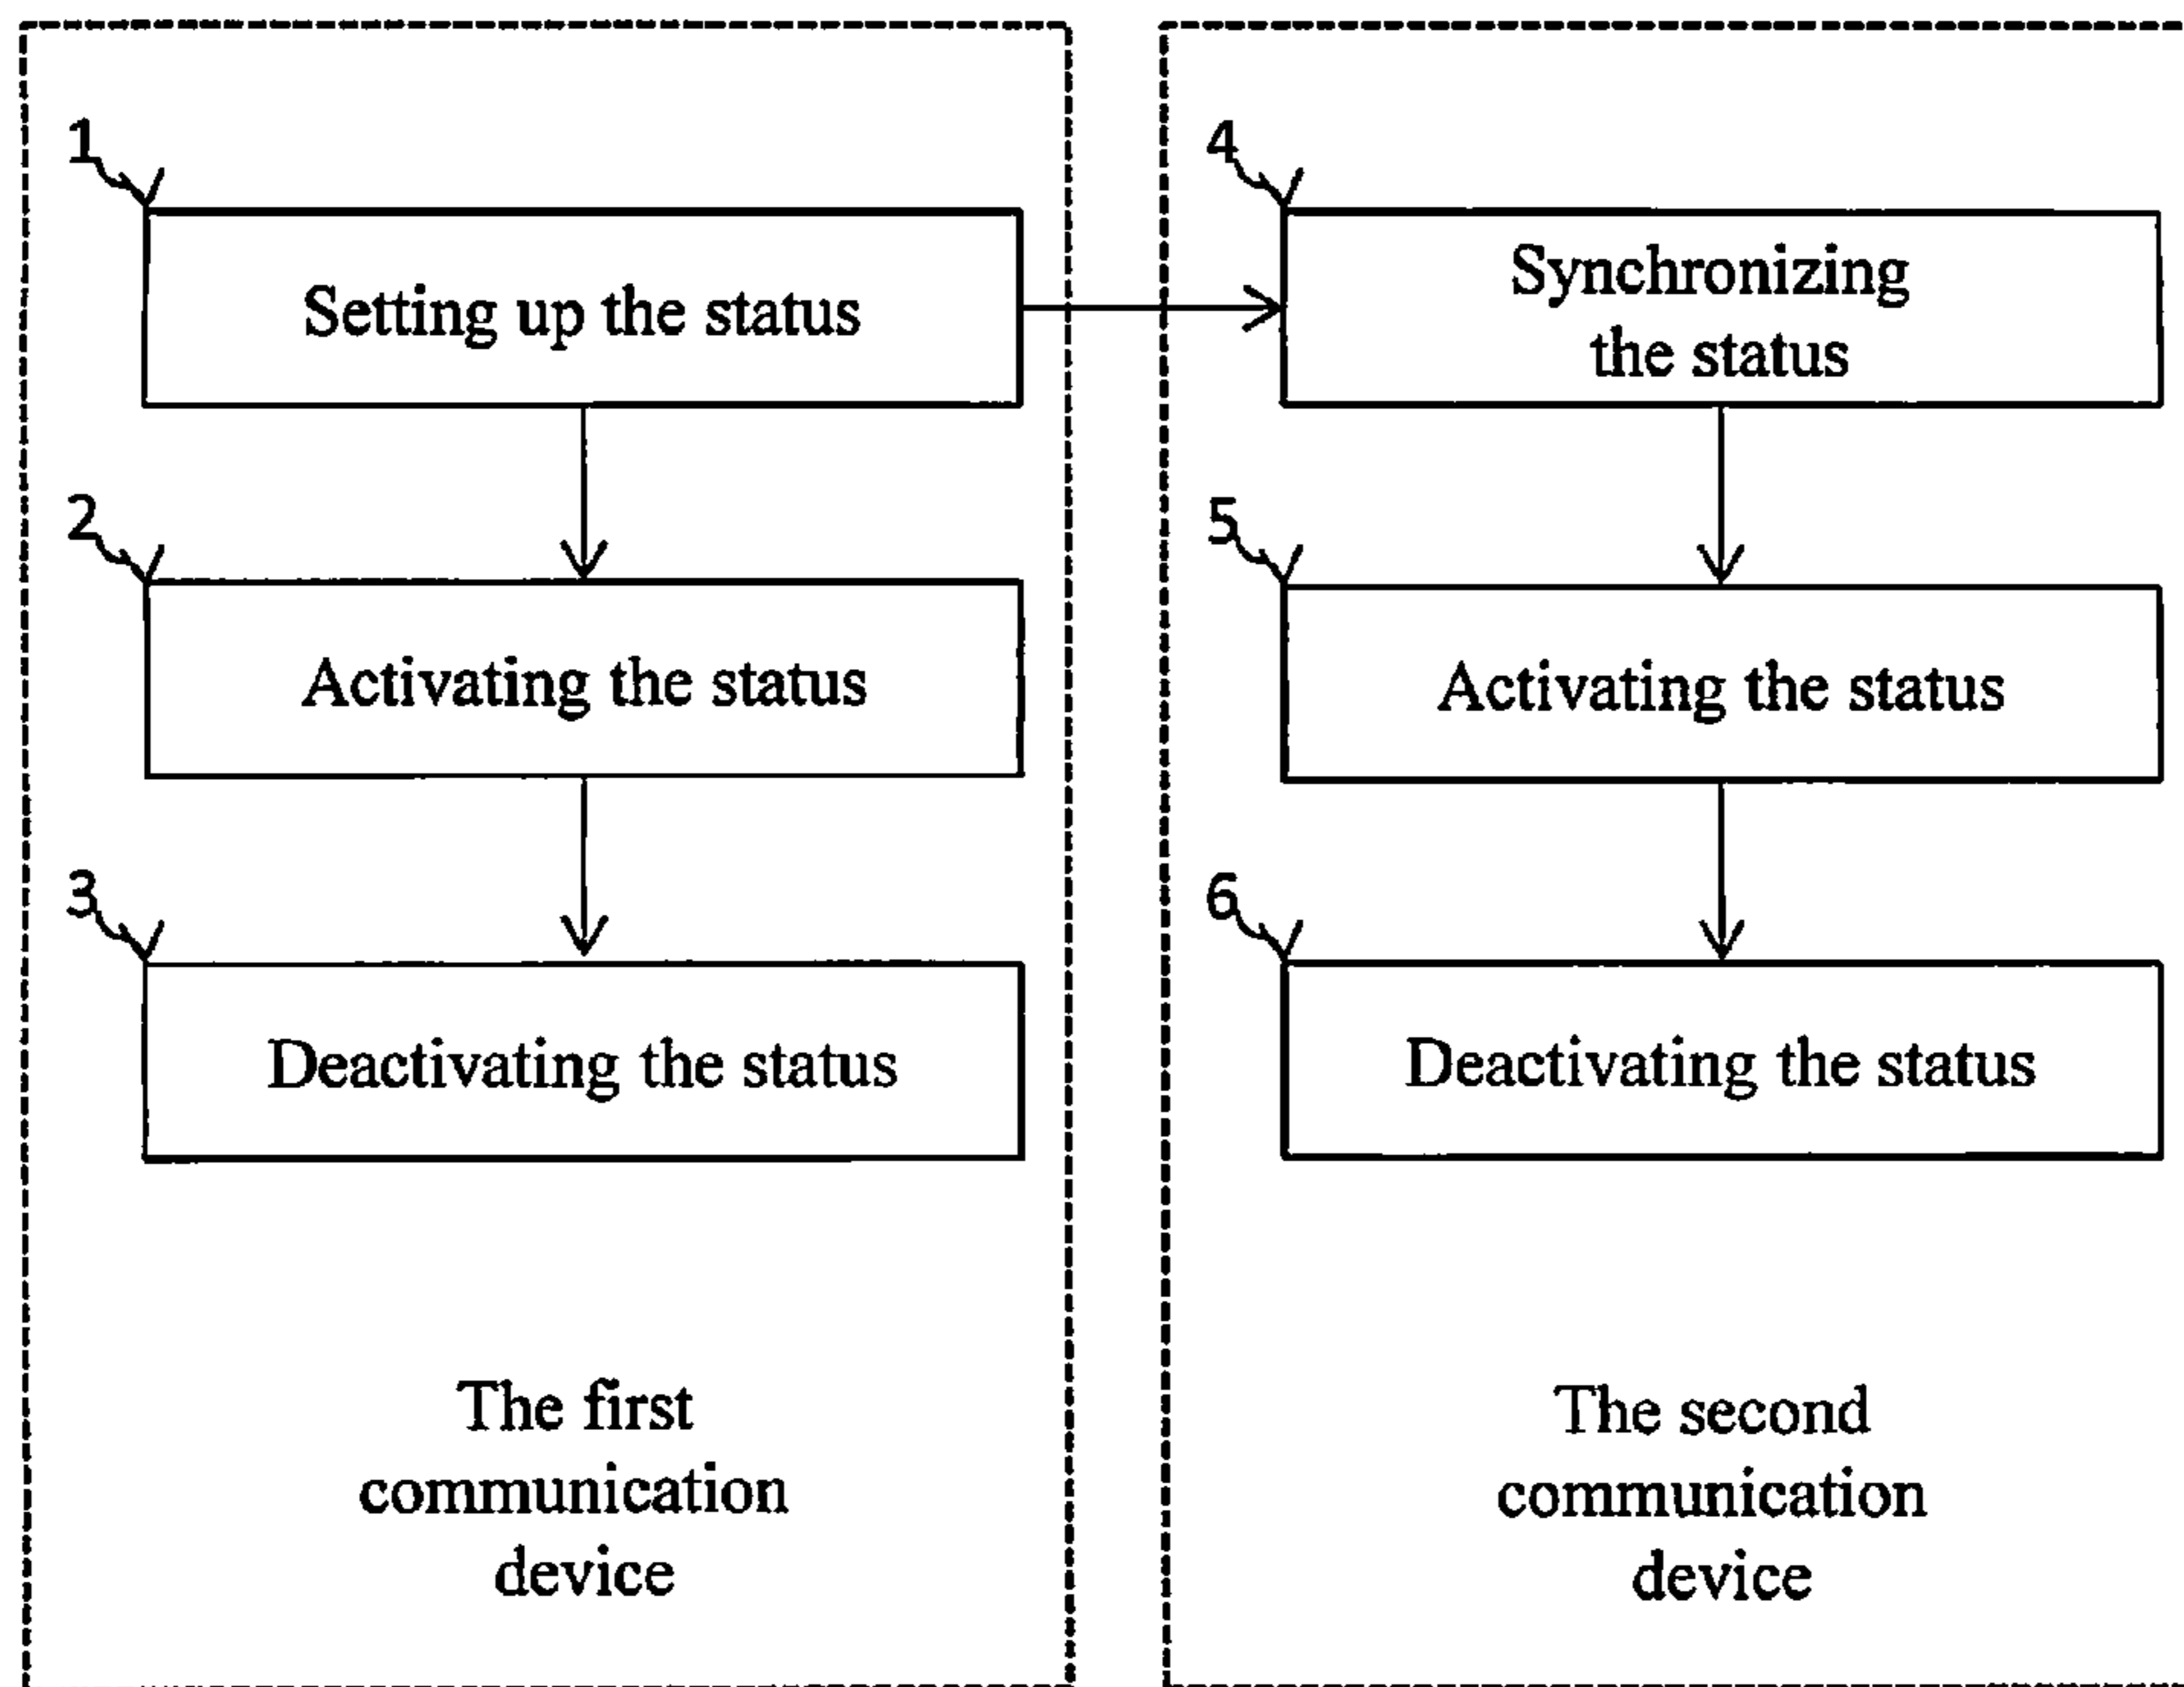 1
Setting up the status
2
Activating the status
3
Deactivating the status
The first
communication
device
4
Synchronizing
the status
5
Activating the status
6
Deactivating the status
The second
communication
device